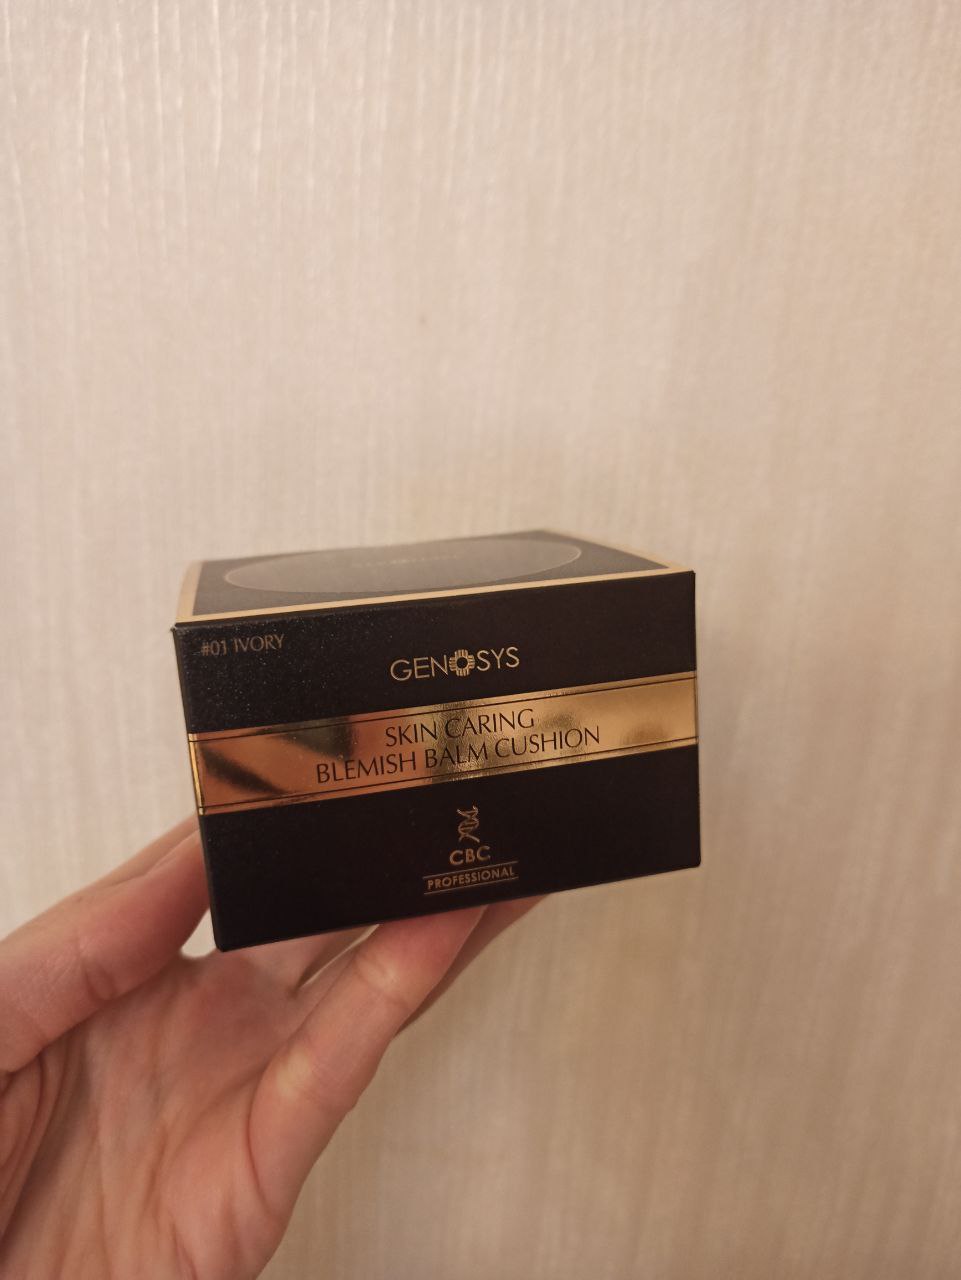 #01 IVORY
GENOSYS
SKIN CARING
BLEMISH BALM CUSHION
CBC
PROFESSIONAL